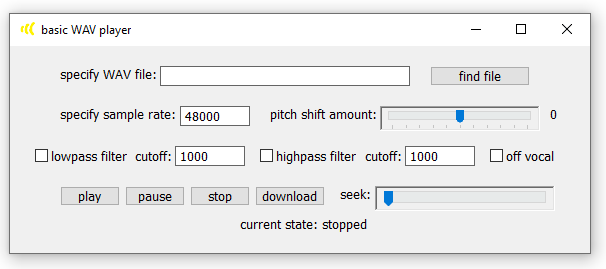 basic WAV player
specify WAV file: find file
specify sample rate: 48000 pitch shift amount: 0
lowpass filter cutoff: 1000 highpass filter cutoff: 1000 off vocal
play pause stop download seek:
current state: stopped